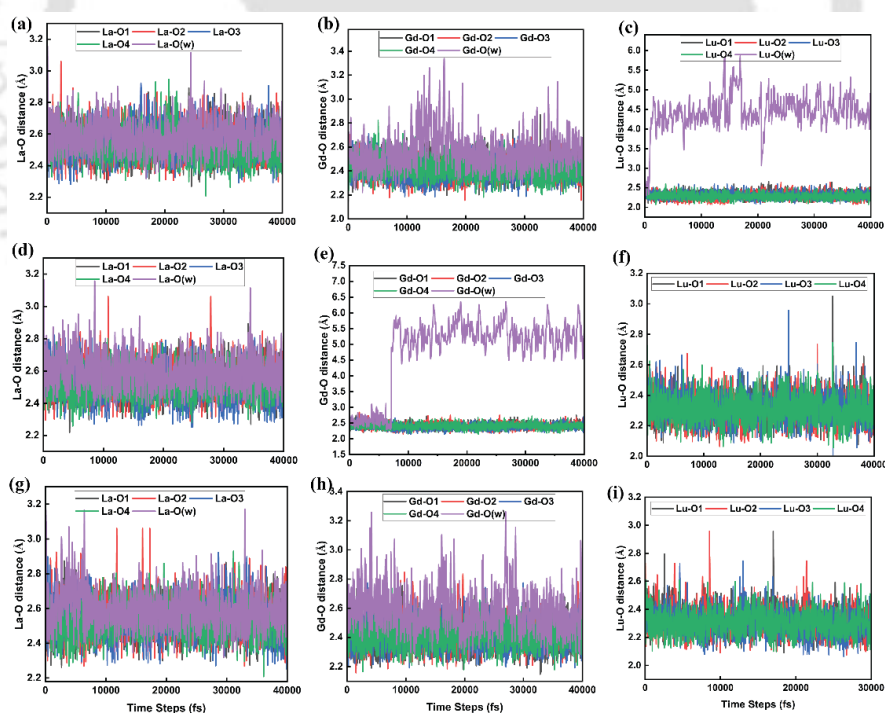 (a)
La-O1 La-O2 La-O3
La-O4 La-O(w)
La-O distance (Å)
3.2
3.0
2.8
2.6
2.4
2.2
0 10000 20000 30000 40000
(b)
Gd-O1 Gd-O2 Gd-O3
Gd-O4 Gd-O(w)
Gd-O distance (Å)
3.6
3.4
3.2
3.0
2.8
2.6
2.4
2.2
2.0
0 10000 20000 30000 40000
(c)
Lu-O1 Lu-O2 Lu-O3
Lu-O4 Lu-O(w)
Lu-O distance (Å)
6.0
5.5
5.0
4.5
4.0
3.5
3.0
2.5
2.0
0 10000 20000 30000 40000
(d)
La-O1 La-O2 La-O3
La-O4 La-O(w)
La-O distance (Å)
3.2
3.0
2.8
2.6
2.4
2.2
0 10000 20000 30000 40000
(e)
Gd-O1 Gd-O2 Gd-O3
Gd-O4 Gd-O(w)
Gd-O distance (Å)
7.5
7.0
6.5
6.0
5.5
5.0
4.5
4.0
3.5
3.0
2.5
2.0
1.5
0 10000 20000 30000 40000
(f)
Lu-O1 Lu-O2 Lu-O3 Lu-O4
Lu-O distance (Å)
3.2
3.0
2.8
2.6
2.4
2.2
2.0
0 10000 20000 30000 40000
(g)
La-O1 La-O2 La-O3
La-O4 La-O(w)
La-O distance (Å)
3.2
3.0
2.8
2.6
2.4
2.2
0 10000 20000 30000 40000
Time Steps (fs)
(h)
Gd-O1 Gd-O2 Gd-O3
Gd-O4 Gd-O(w)
Gd-O distance (Å)
3.4
3.2
3.0
2.8
2.6
2.4
2.2
2.0
0 10000 20000 30000 40000
Time Steps (fs)
(i)
Lu-O1 Lu-O2 Lu-O3 Lu-O4
Lu-O distance (Å)
3.2
3.0
2.8
2.6
2.4
2.2
2.0
0 10000 20000 30000
Time Steps (fs)